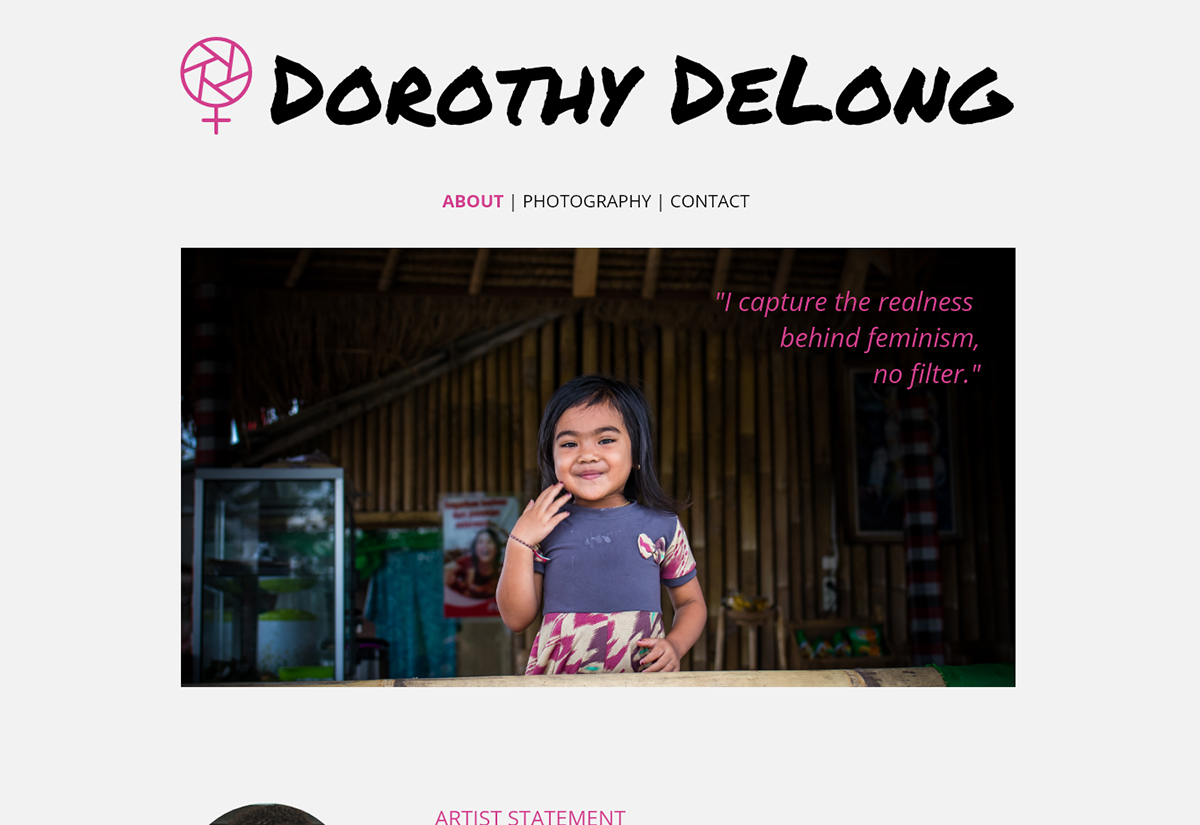 DOROTHY DELONG
ABOUT | PHOTOGRAPHY | CONTACT
"I capture the realness
behind feminism,
no filter."
ARTIST STATEMENT